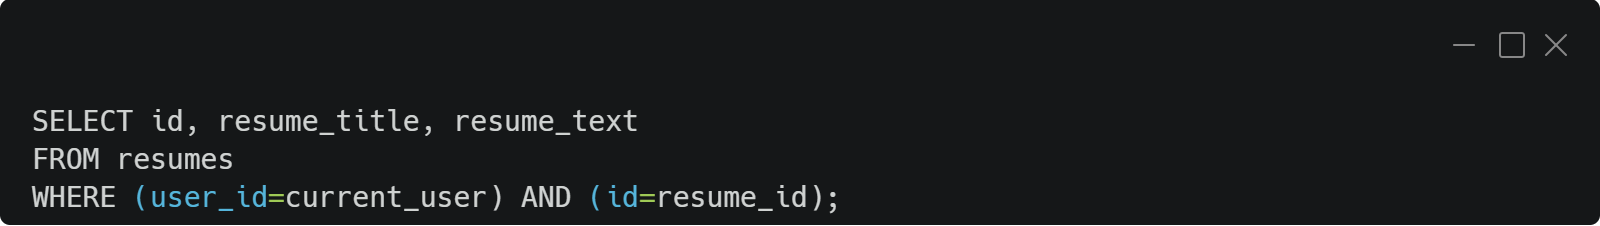 SELECT id, resume_title, resume_text
FROM resumes
WHERE (user_id=current_user) AND (id=resume_id);